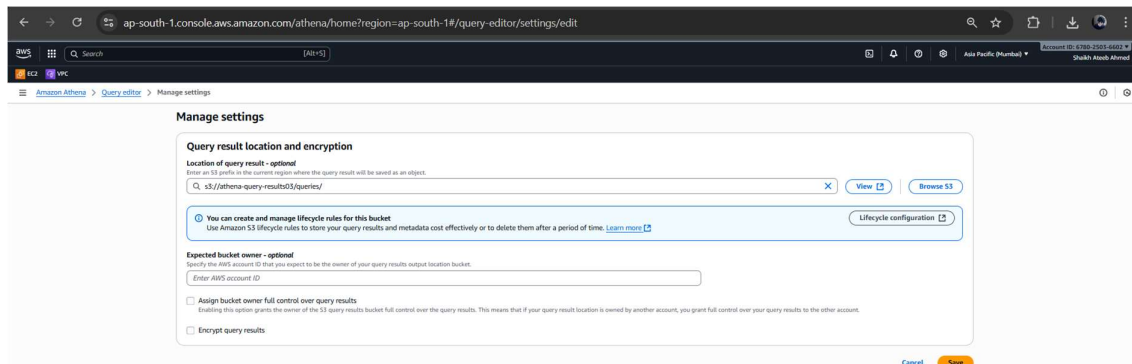 ap-south-1.console.aws.amazon.com/athena/home?region=ap-south-1#/query-editor/settings/edit
aws
Search
[Alt+S]
Asia Pacific (Mumbai)
Account ID: 6780-2503-6602
Shaikh Ateeb Ahmed
EC2 VPC
Amazon Athena > Query editor > Manage settings
Manage settings
Query result location and encryption
Location of query result - optional
Enter an S3 prefix in the current region where the query result will be saved as an object.
s3://athena-query-results03/queries/
View
Browse S3
You can create and manage lifecycle rules for this bucket
Use Amazon S3 lifecycle rules to store your query results and metadata cost effectively or to delete them after a period of time. Learn more
Lifecycle configuration
Expected bucket owner - optional
Specify the AWS account ID that you expect to be the owner of your query results output location bucket.
Enter AWS account ID
Assign bucket owner full control over query results
Enabling this option grants the owner of the S3 query results bucket full control over the query results. This means that if your query result location is owned by another account, you grant full control over your query results to the other account.
Encrypt query results
Cancel
Save